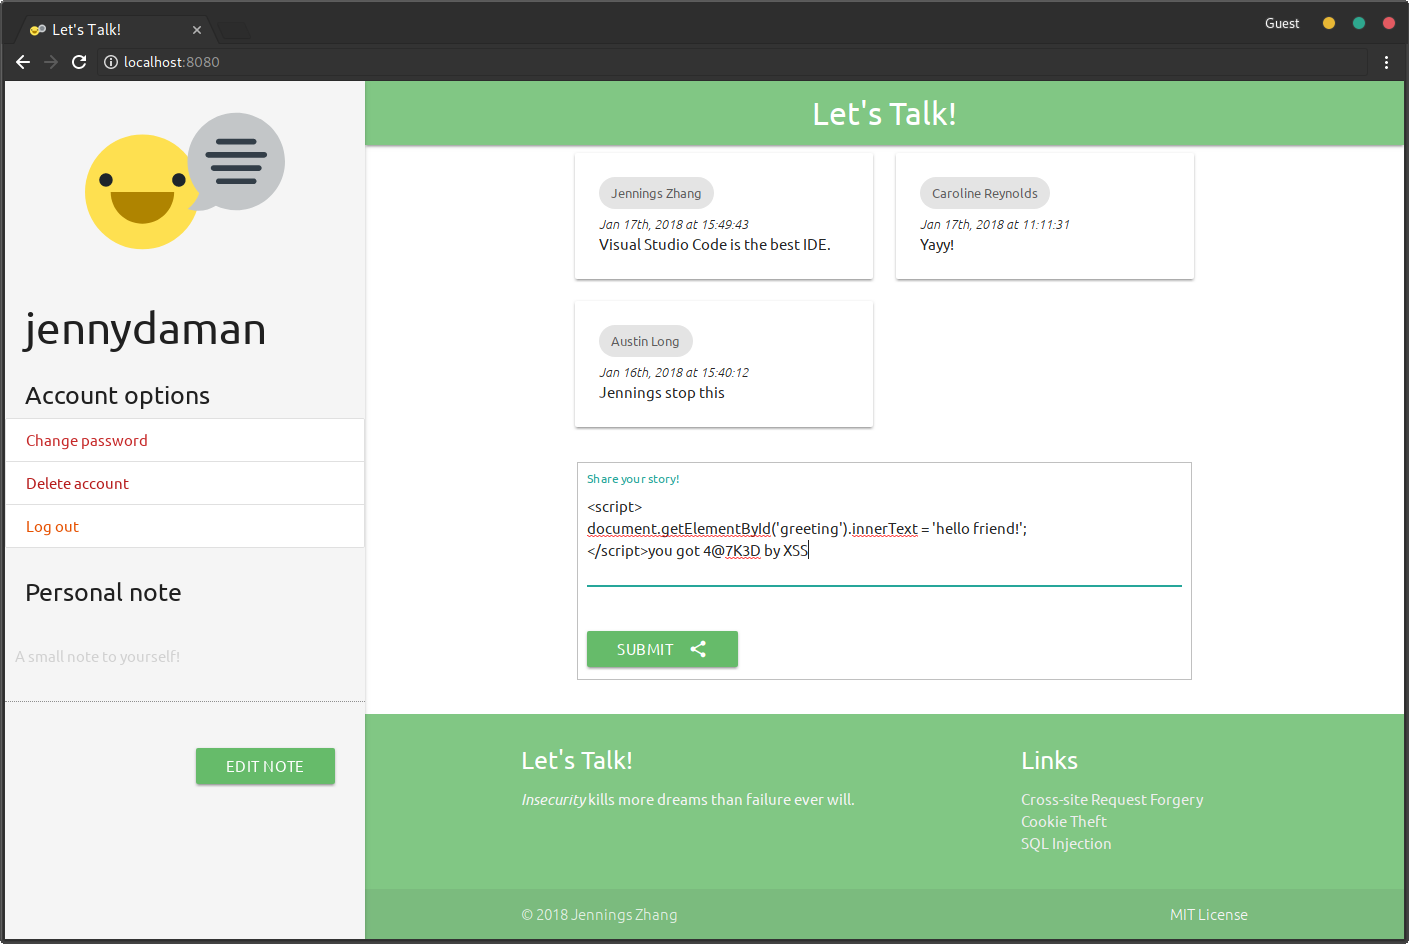 Let's Talk!
Guest
localhost:8080
Let's Talk!
jennydaman
Account options
Change password
Delete account
Log out
Personal note
A small note to yourself!
EDIT NOTE
Jennings Zhang
Jan 17th, 2018 at 15:49:43
Visual Studio Code is the best IDE.
Caroline Reynolds
Jan 17th, 2018 at 11:11:31
Yayy!
Austin Long
Jan 16th, 2018 at 15:40:12
Jennings stop this
Share your story!
<script>
document.getElementById('greeting').innerText = 'hello friend!';
</script>you got 4@7K3D by XSS
SUBMIT
Let's Talk!
Insecurity kills more dreams than failure ever will.
Links
Cross-site Request Forgery
Cookie Theft
SQL Injection
© 2018 Jennings Zhang
MIT License